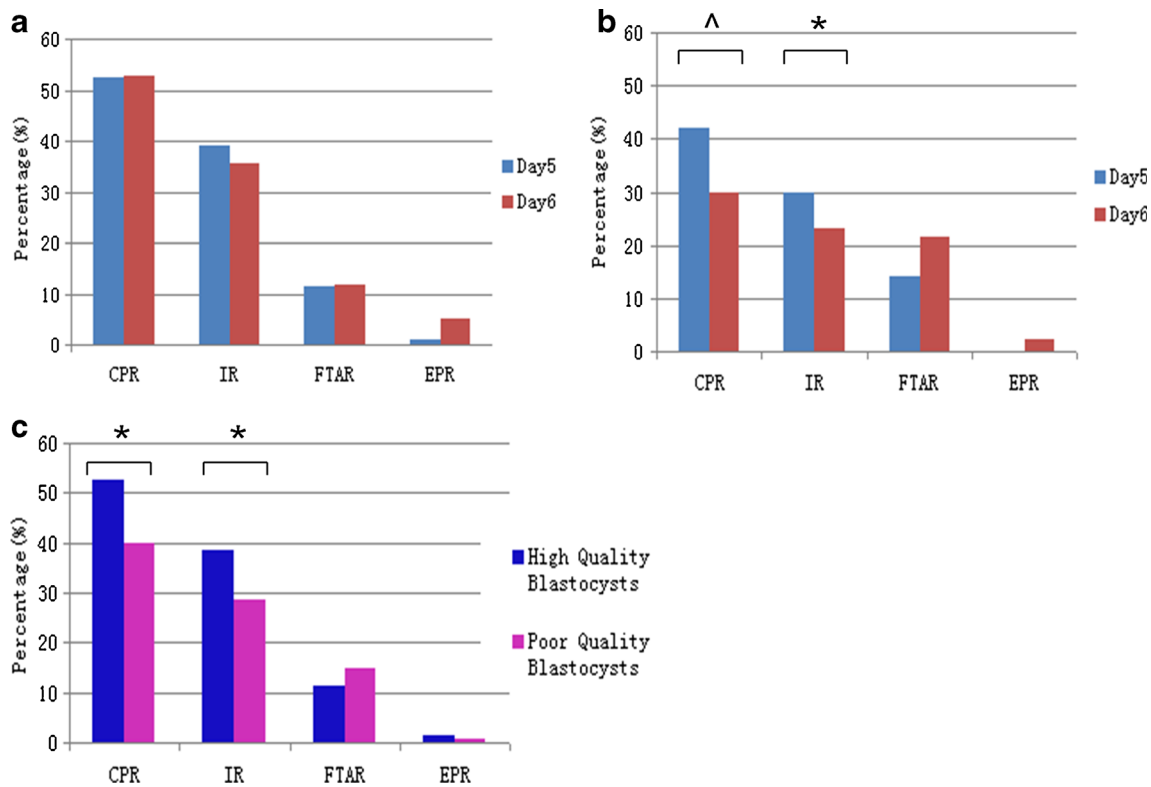 a
60
50
40
30
20
10
0
Percentage(%)
CPR IR FTAR EPR
Day5
Day6
b
^ *
60
50
40
30
20
10
0
Percentage(%)
CPR IR FTAR EPR
Day5
Day6
c
* *
60
50
40
30
20
10
0
Percentage(%)
CPR IR FTAR EPR
High Quality
Blastocysts
Poor Quality
Blastocysts